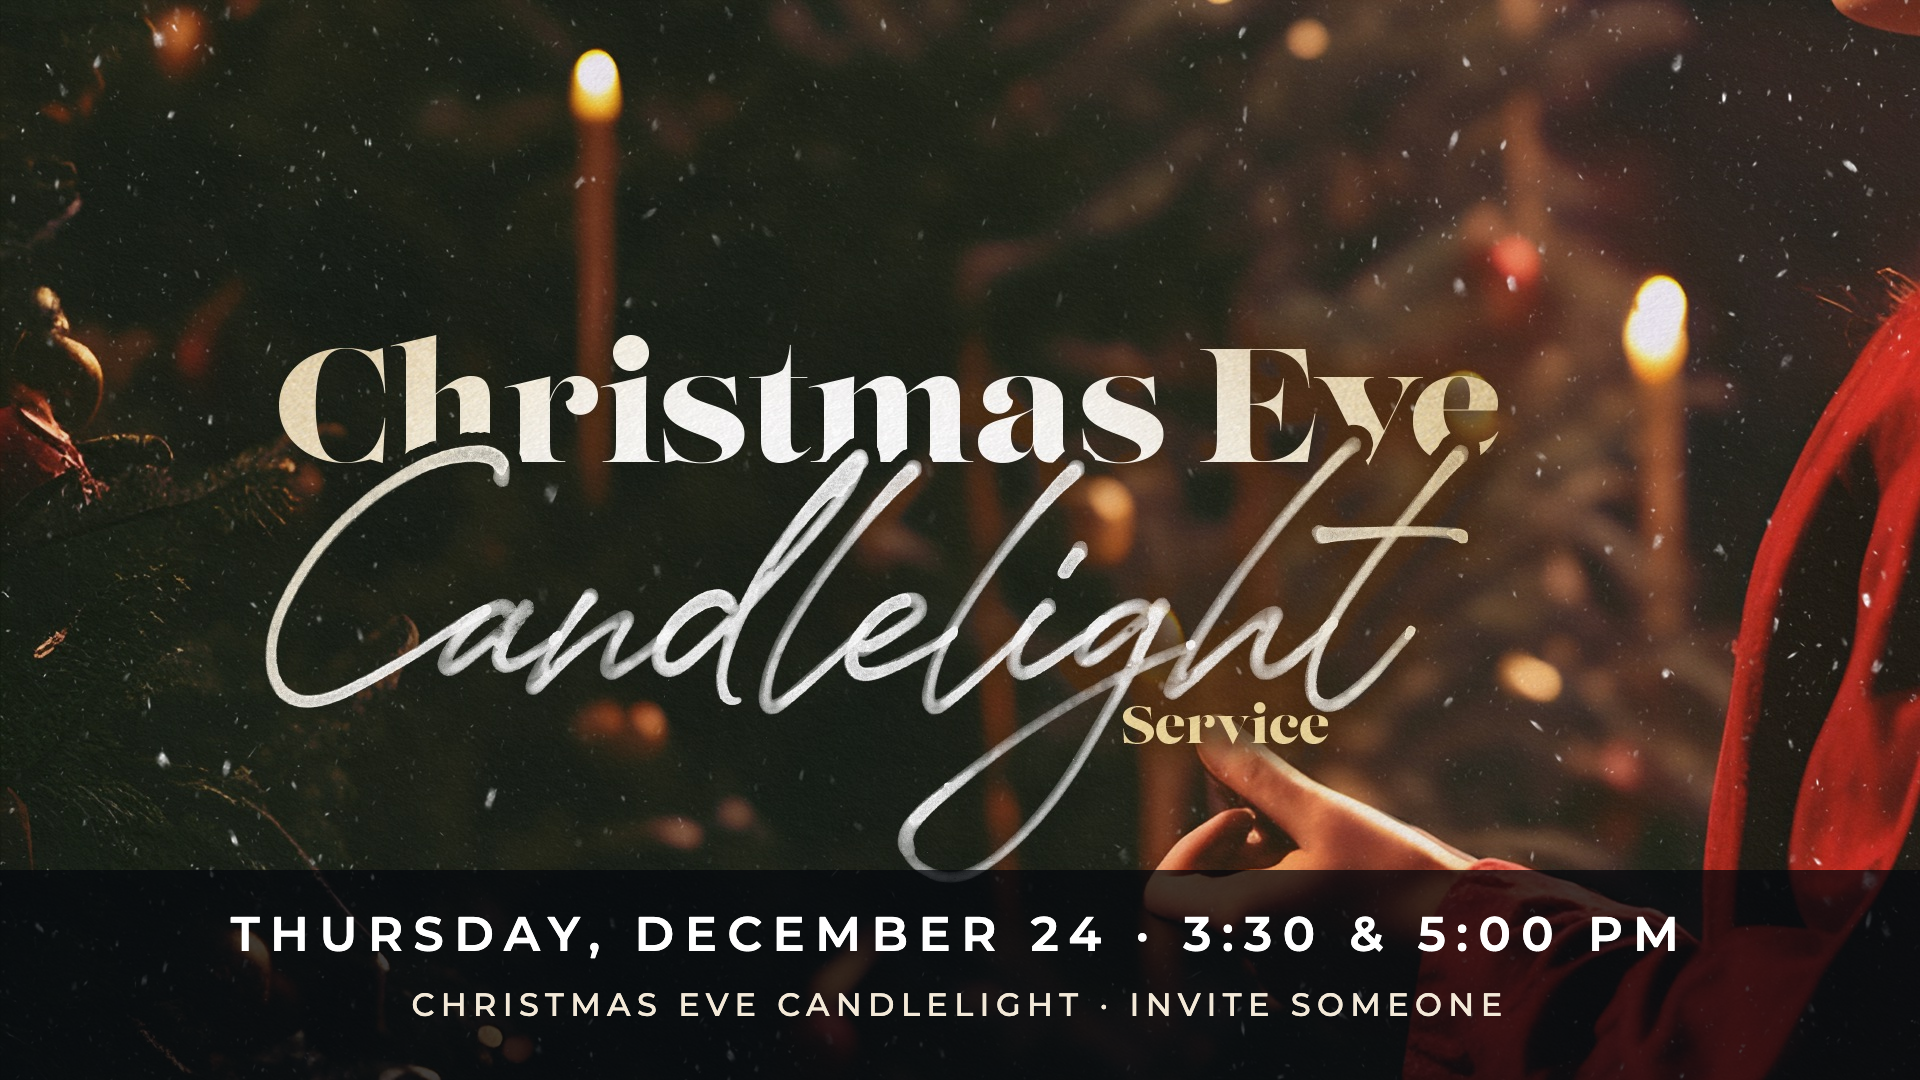 Christmas Eve
Candlelight
Service
THURSDAY, DECEMBER 24 · 3:30 & 5:00 PM
CHRISTMAS EVE CANDLELIGHT · INVITE SOMEONE